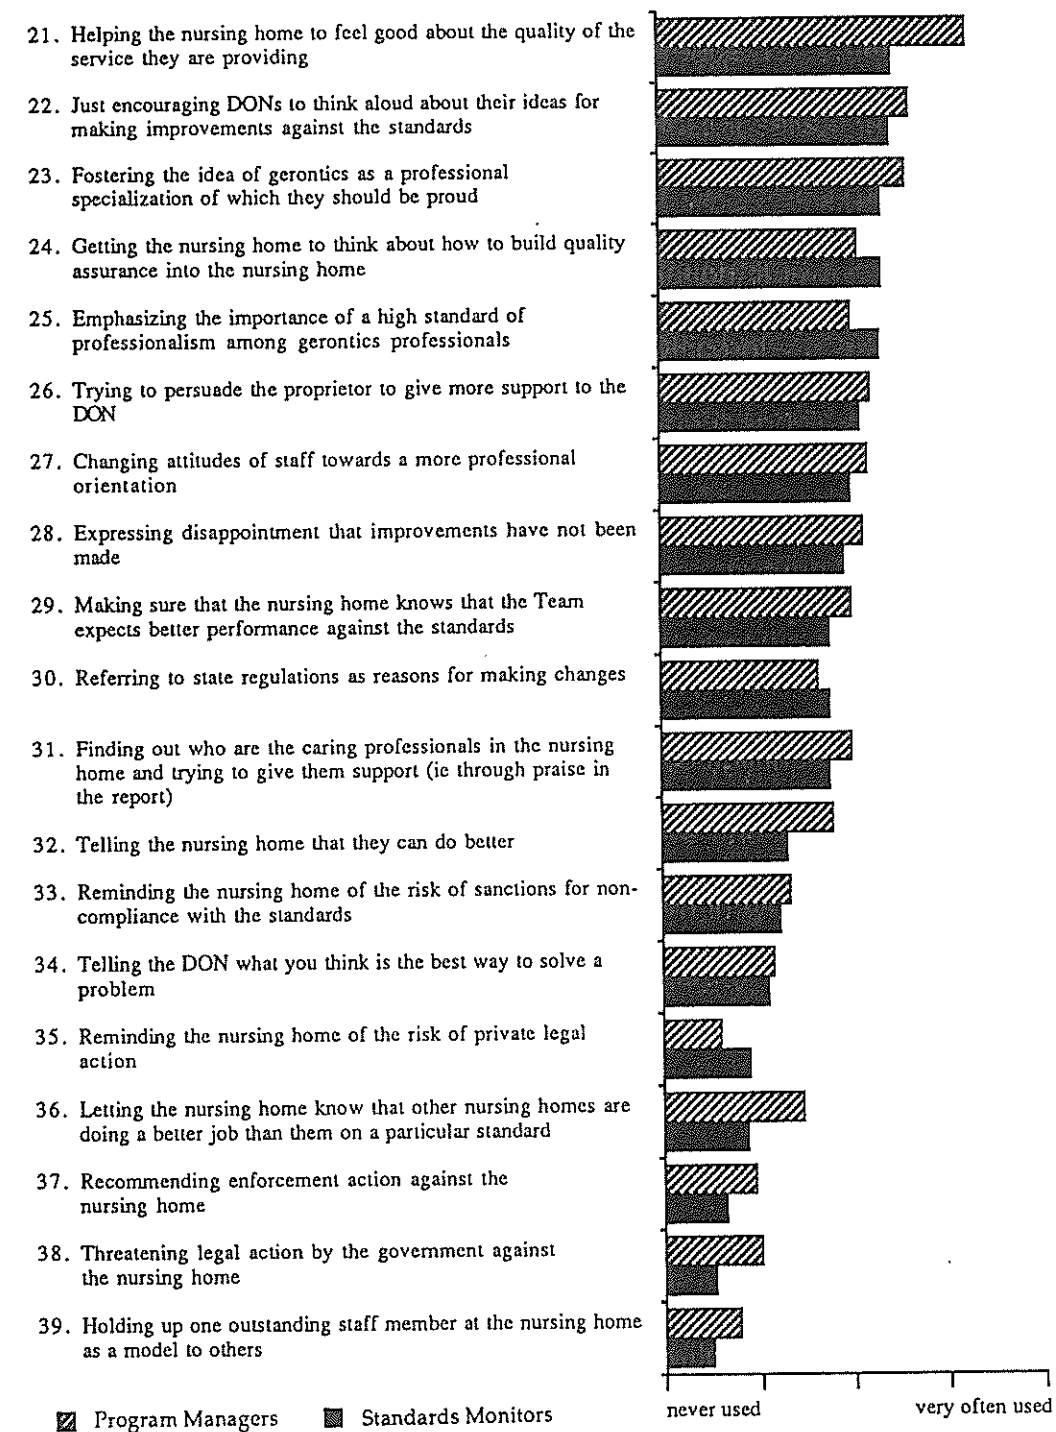 21. Helping the nursing home to feel good about the quality of the
service they are providing
22. Just encouraging DONs to think aloud about their ideas for
making improvements against the standards
23. Fostering the idea of gerontics as a professional
specialization of which they should be proud
24. Getting the nursing home to think about how to build quality
assurance into the nursing home
25. Emphasizing the importance of a high standard of
professionalism among gerontics professionals
26. Trying to persuade the proprietor to give more support to the
DON
27. Changing attitudes of staff towards a more professional
orientation
28. Expressing disappointment that improvements have not been
made
29. Making sure that the nursing home knows that the Team
expects better performance against the standards
30. Referring to state regulations as reasons for making changes
31. Finding out who are the caring professionals in the nursing
home and trying to give them support (ie through praise in
the report)
32. Telling the nursing home that they can do better
33. Reminding the nursing home of the risk of sanctions for non-
compliance with the standards
34. Telling the DON what you think is the best way to solve a
problem
35. Reminding the nursing home of the risk of private legal
action
36. Letting the nursing home know that other nursing homes are
doing a better job than them on a particular standard
37. Recommending enforcement action against the
nursing home
38. Threatening legal action by the government against
the nursing home
39. Holding up one outstanding staff member at the nursing home
as a model to others
never used very often used
Program Managers Standards Monitors